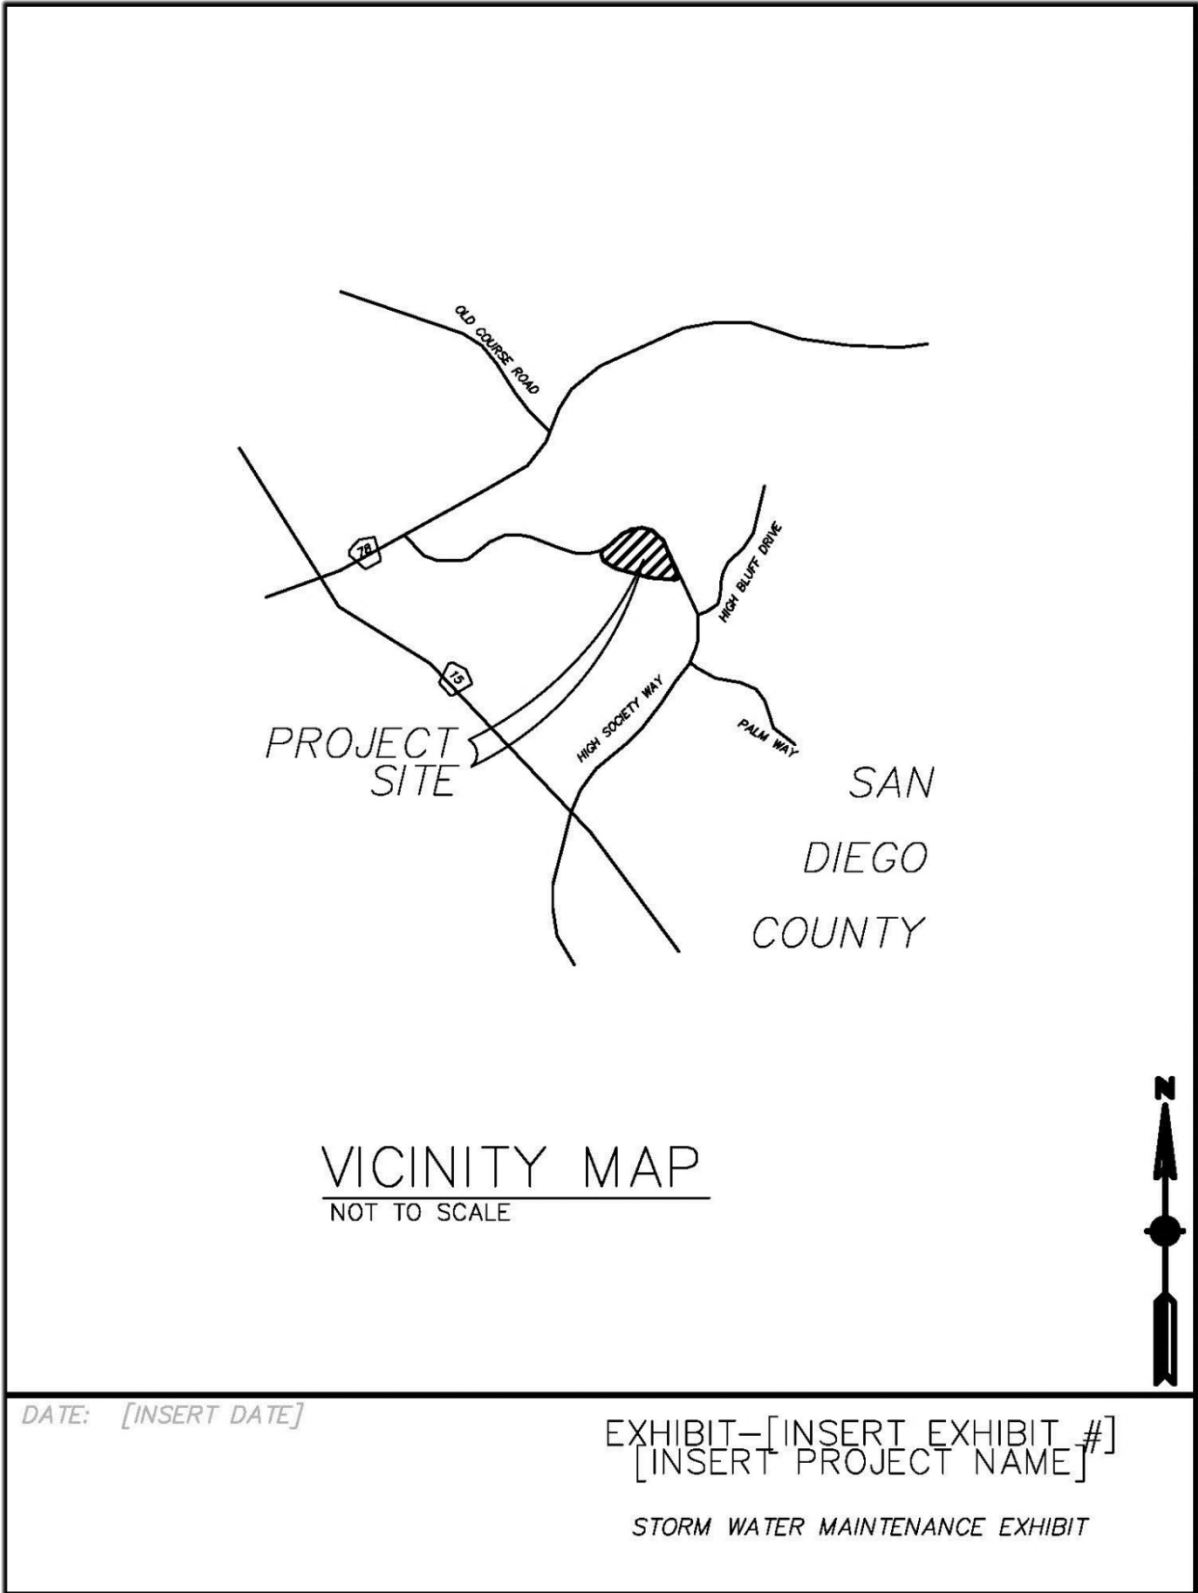 OLD COURSE ROAD
78
HIGH BLUFF DRIVE
15
HIGH SOCIETY WAY
PALM WAY
PROJECT
SITE
SAN
DIEGO
COUNTY
N
VICINITY MAP
NOT TO SCALE
DATE: [INSERT DATE]
EXHIBIT-[INSERT EXHIBIT #]
[INSERT PROJECT NAME]
STORM WATER MAINTENANCE EXHIBIT